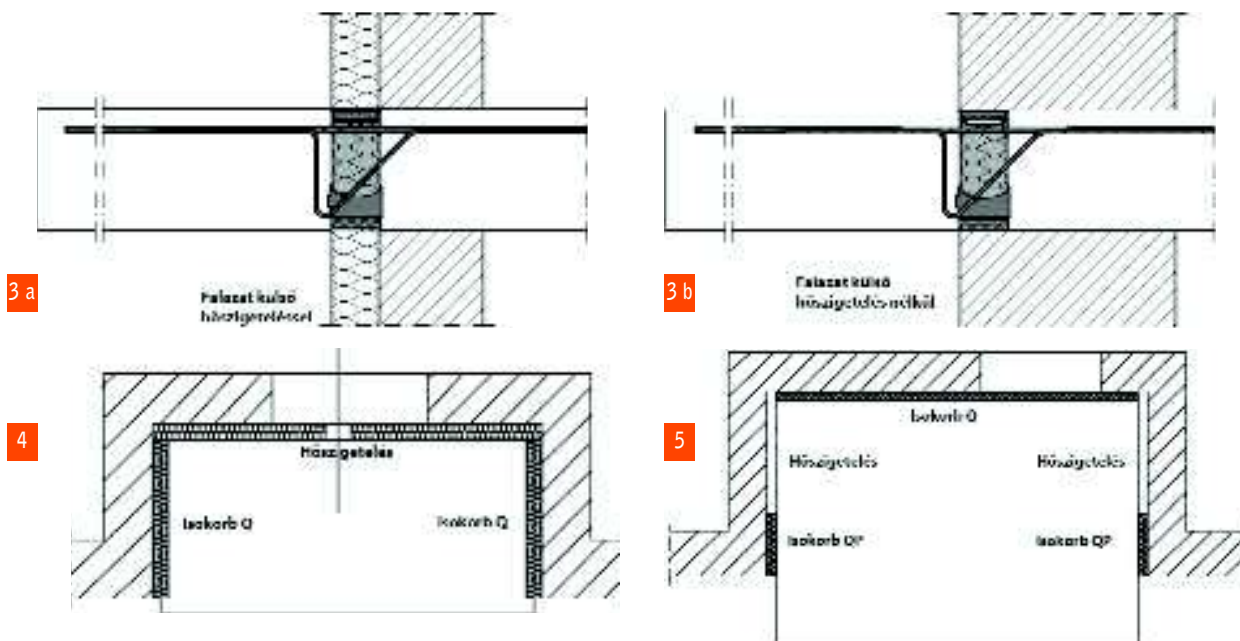 3 a
Falazat külső
hőszigeteléssel
3 b
Falazat külső
hőszigetelés nélkül
4
Hőszigetelés
Isokorb Q
Isokorb Q
5
Isokorb Q
Hőszigetelés
Hőszigetelés
Isokorb QP
Isokorb QP